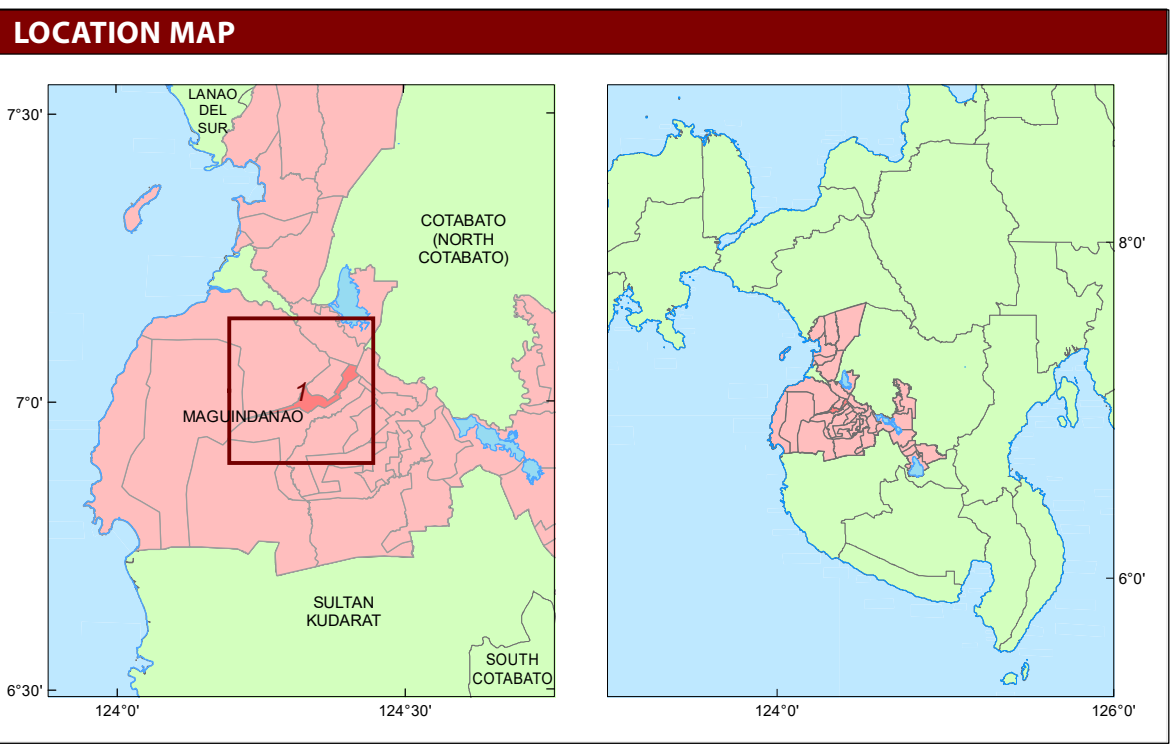 LOCATION MAP
LANAO
DEL
SUR
7°30'
COTABATO
(NORTH
COTABATO)
8°0'
1
7°0'
MAGUINDANAO
6°0'
SULTAN
KUDARAT
SOUTH
COTABATO
6°30'
124°0'
124°30'
124°0'
126°0'